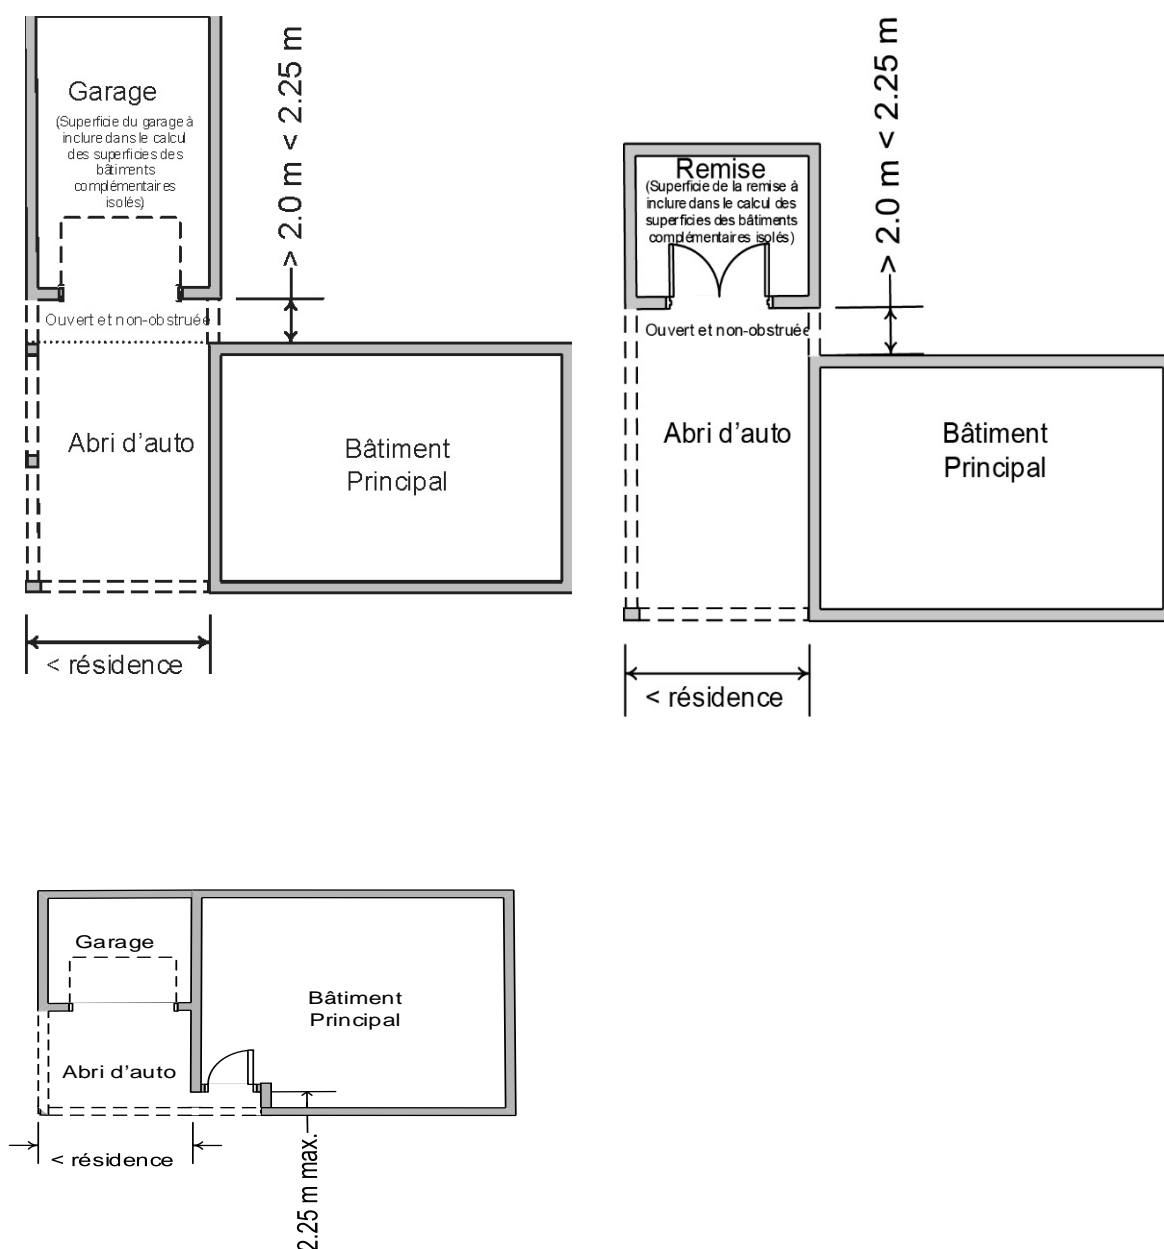 Garage
(Superficie du garage à
inclure dans le calcul
des superficies des
bâtiments
complémentaires
isolés)
> 2.0 m < 2.25 m
Ouvert et non-obstruée
Abri d'auto
Bâtiment
Principal
< résidence
Remise
(Superficie de la remise à
inclure dans le calcul des
superficies des bâtiments
complémentaires isolés)
> 2.0 m < 2.25 m
Ouvert et non-obstruée
Abri d'auto
Bâtiment
Principal
< résidence
Garage
Bâtiment
Principal
Abri d'auto
< résidence
2.25 m max.